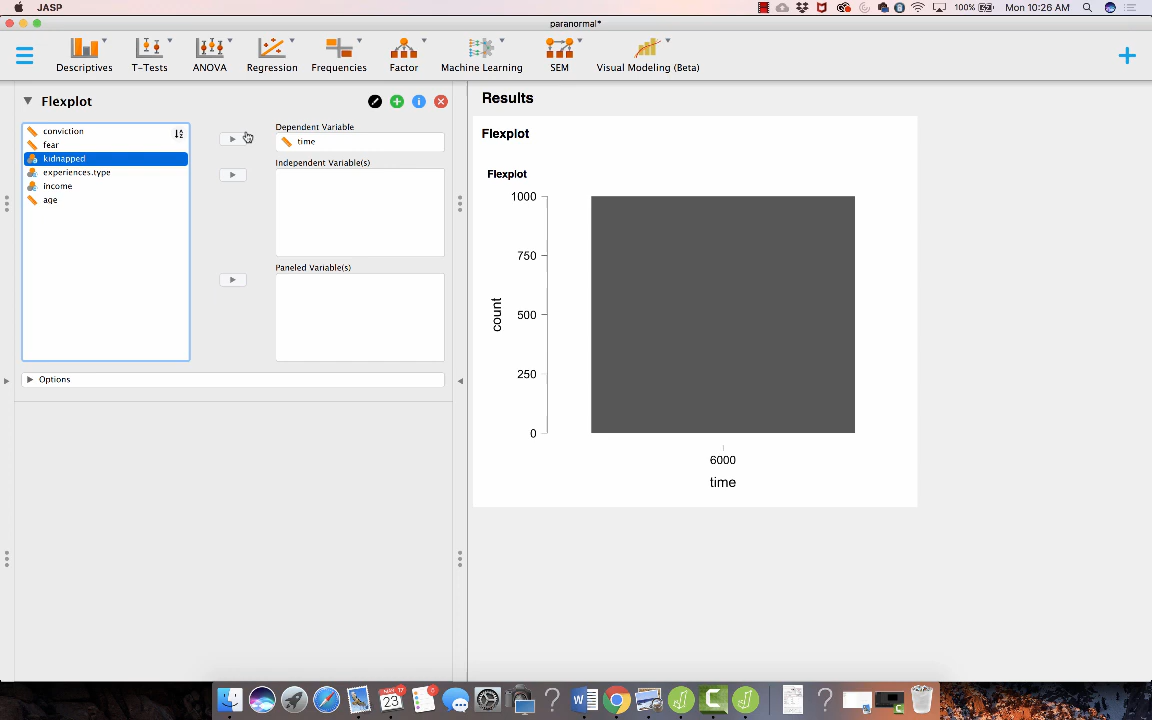 JASP
100%
Mon 10:26 AM
paranormal*
Descriptives
T-Tests
ANOVA
Regression
Frequencies
Factor
Machine Learning
SEM
Visual Modeling (Beta)
Flexplot
conviction
fear
kidnapped
experiences.type
income
age
Dependent Variable
time
Independent Variable(s)
Paneled Variable(s)
Options
Results
Flexplot
Flexplot
1000
750
500
250
0
count
6000
time